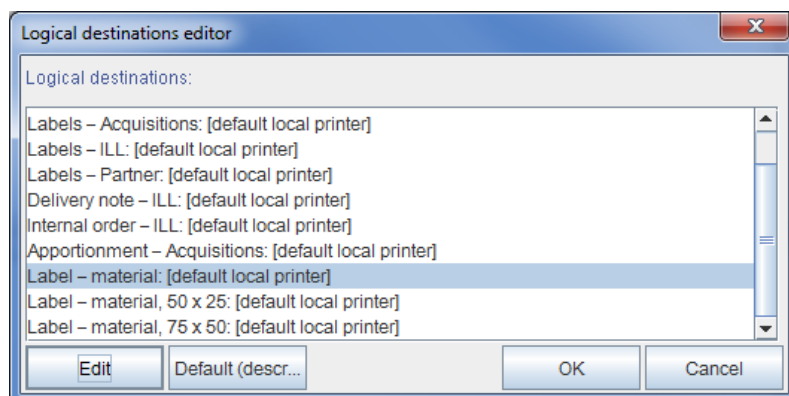 Logical destinations editor
Logical destinations:
Labels – Acquisitions: [default local printer]
Labels – ILL: [default local printer]
Labels – Partner: [default local printer]
Delivery note – ILL: [default local printer]
Internal order – ILL: [default local printer]
Apportionment – Acquisitions: [default local printer]
Label – material: [default local printer]
Label – material, 50 x 25: [default local printer]
Label – material, 75 x 50: [default local printer]
Edit Default (descr... OK Cancel